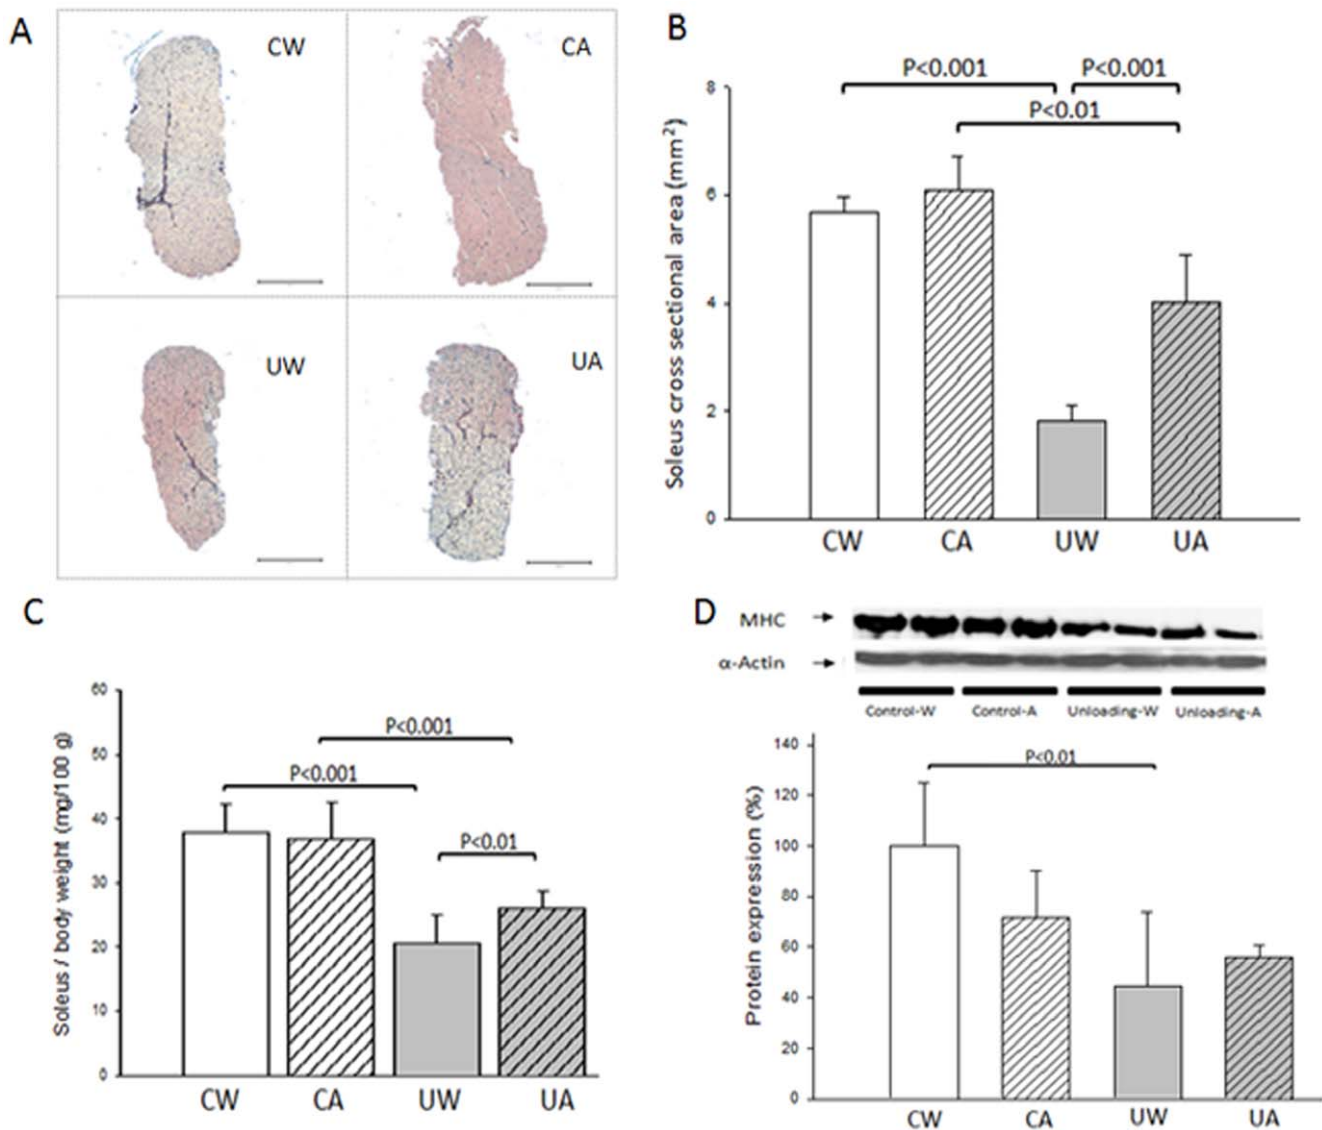 A
CW
CA
UW
UA
B
P<0.001
P<0.001
P<0.01
Soleus cross sectional area (mm²)
8
6
4
2
0
CW CA UW UA
C
P<0.001
P<0.001
P<0.01
Soleus / body weight (mg/100 g)
60
50
40
30
20
10
0
CW CA UW UA
D
MHC
α-Actin
Control-W Control-A Unloading-W Unloading-A
P<0.01
Protein expression (%)
140
120
100
80
60
40
20
0
CW CA UW UA